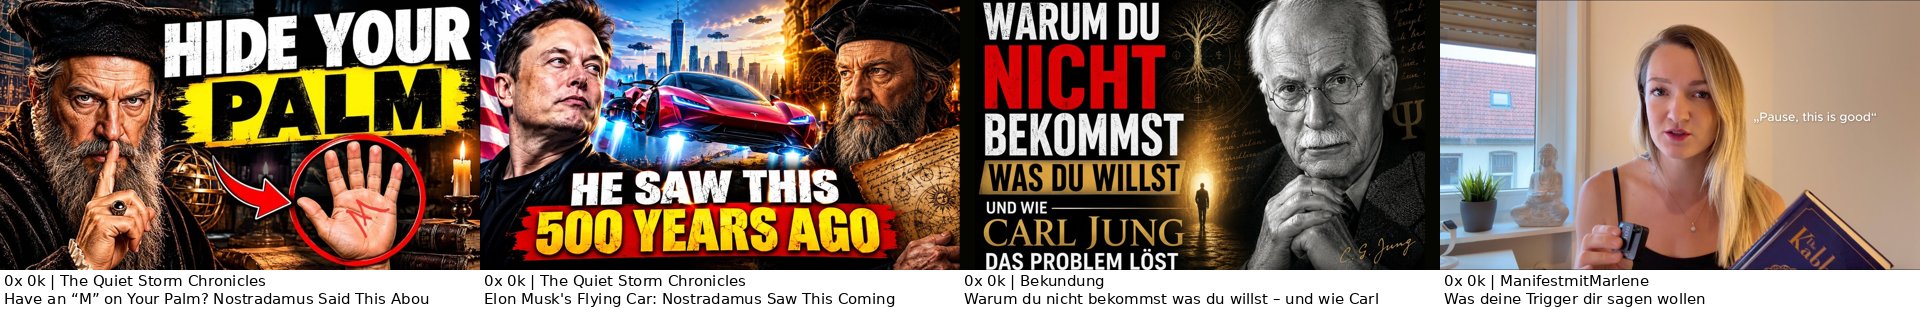 HIDE YOUR
PALM
0x 0k | The Quiet Storm Chronicles
Have an “M” on Your Palm? Nostradamus Said This Abou
HE SAW THIS
500 YEARS AGO
0x 0k | The Quiet Storm Chronicles
Elon Musk's Flying Car: Nostradamus Saw This Coming
WARUM DU
NICHT
BEKOMMST
WAS DU WILLST
UND WIE
CARL JUNG
DAS PROBLEM LÖST
Ψ
C. G. Jung
0x 0k | Bekundung
Warum du nicht bekommst was du willst – und wie Carl
„Pause, this is good“
The
0x 0k | ManifestmitMarlene
Was deine Trigger dir sagen wollen